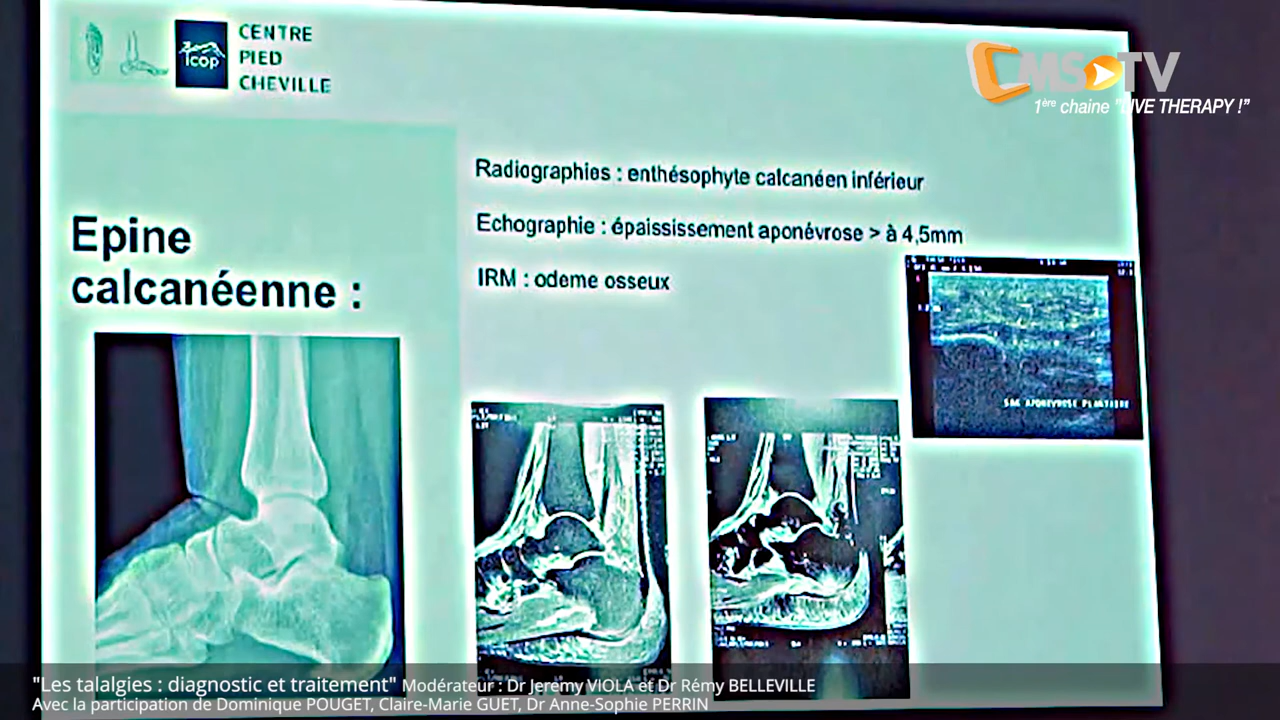 CENTRE
PIED
CHEVILLE
Icop
CMS TV
1ère chaine "LIVE THERAPY !"
Radiographies : enthésophyte calcanéen inférieur
Epine
calcanéenne :
Echographie : épaississement aponévrose > à 4,5mm
IRM : odeme osseux
APONEVROSE PLANTAIRE
"Les talalgies : diagnostic et traitement" Modérateur : Dr Jeremy VIOLA et Dr Rémy BELLEVILLE
Avec la participation de Dominique POUGET, Claire-Marie GUET, Dr Anne-Sophie PERRIN